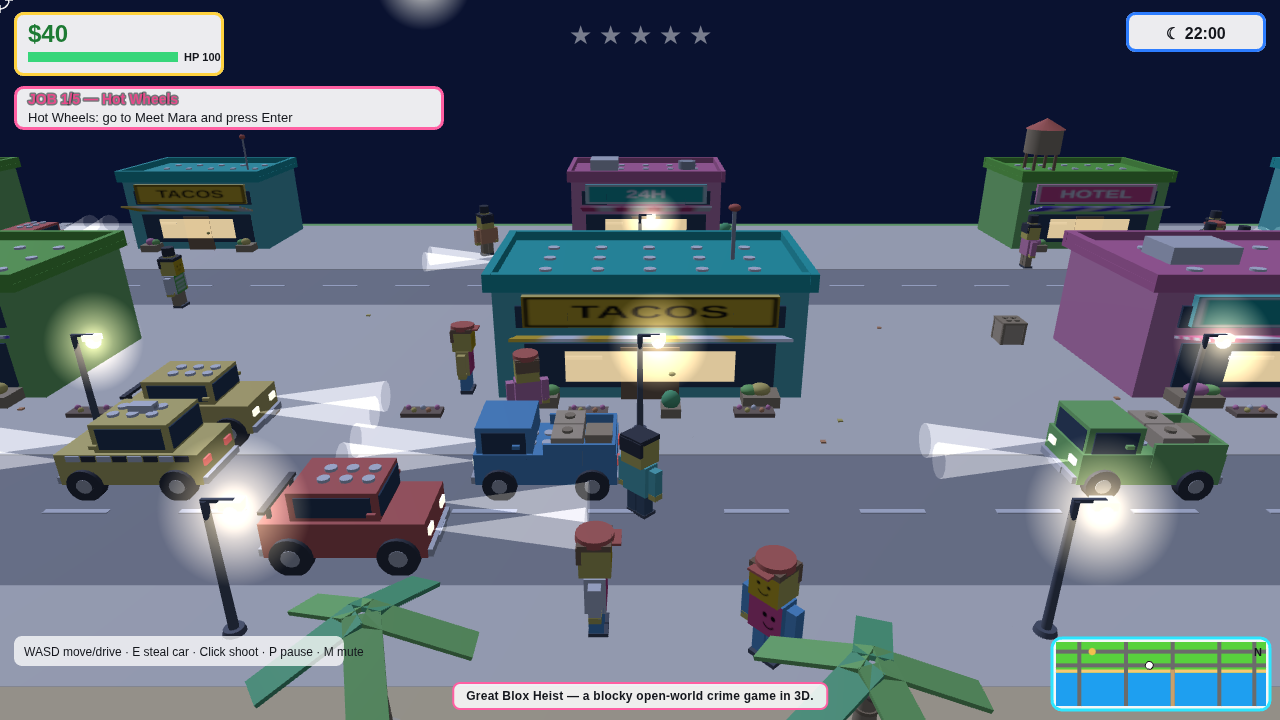 $40
HP 100
☾ 22:00
JOB 1/5 — Hot Wheels
Hot Wheels: go to Meet Mara and press Enter
TACOS
24H
HOTEL
TACOS
WASD move/drive · E steal car · Click shoot · P pause · M mute
N
Great Blox Heist — a blocky open-world crime game in 3D.